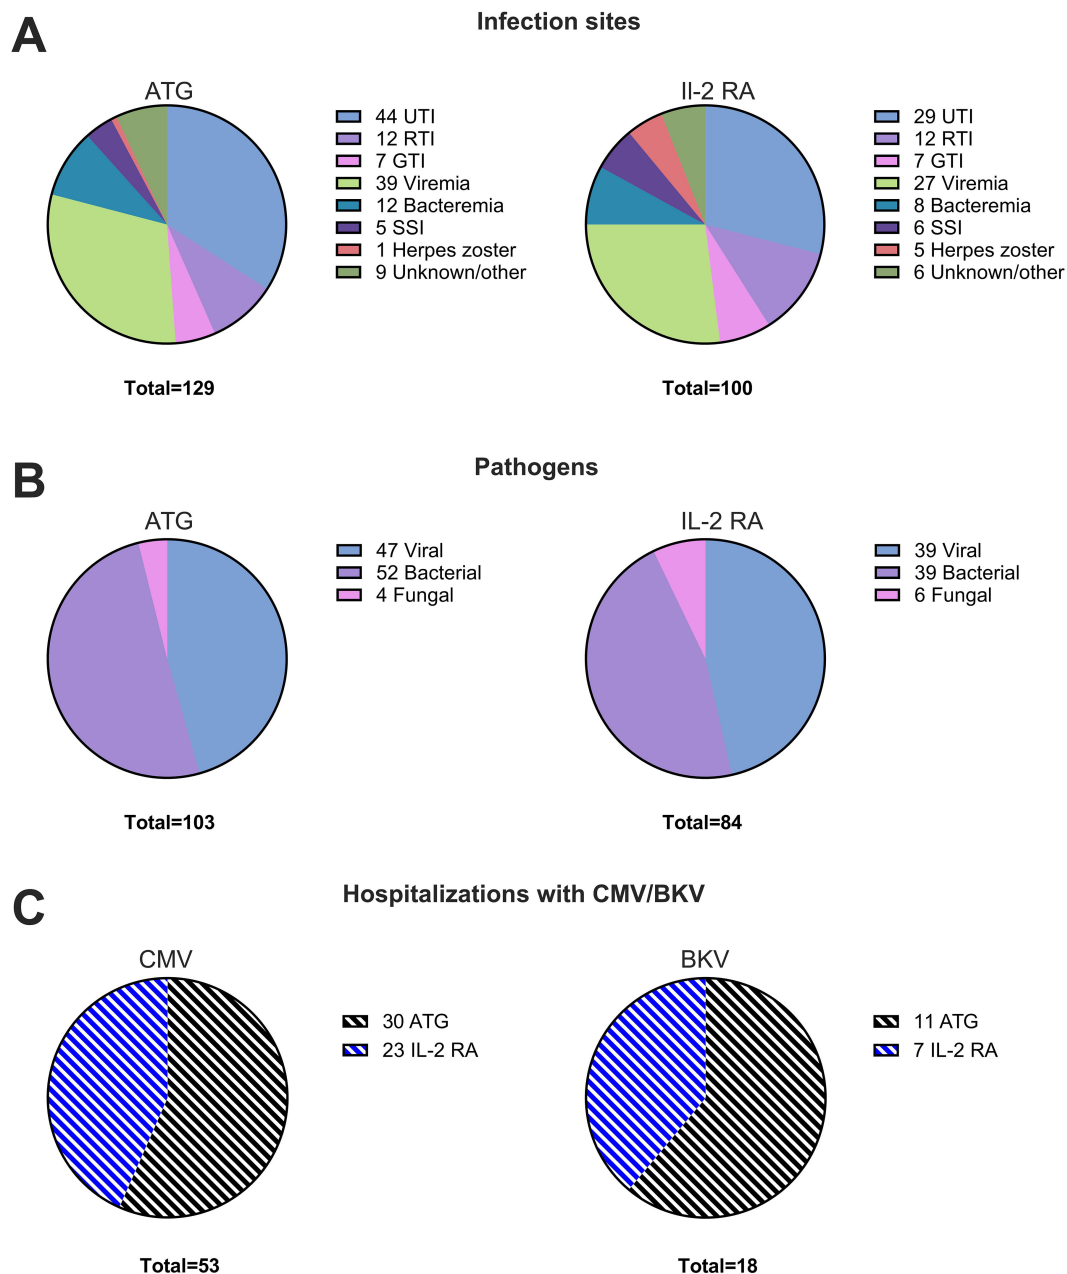 A
Infection sites
ATG
44 UTI
12 RTI
7 GTI
39 Viremia
12 Bacteremia
5 SSI
1 Herpes zoster
9 Unknown/other
Total=129
Il-2 RA
29 UTI
12 RTI
7 GTI
27 Viremia
8 Bacteremia
6 SSI
5 Herpes zoster
6 Unknown/other
Total=100
B
Pathogens
ATG
47 Viral
52 Bacterial
4 Fungal
Total=103
IL-2 RA
39 Viral
39 Bacterial
6 Fungal
Total=84
C
Hospitalizations with CMV/BKV
CMV
30 ATG
23 IL-2 RA
Total=53
BKV
11 ATG
7 IL-2 RA
Total=18